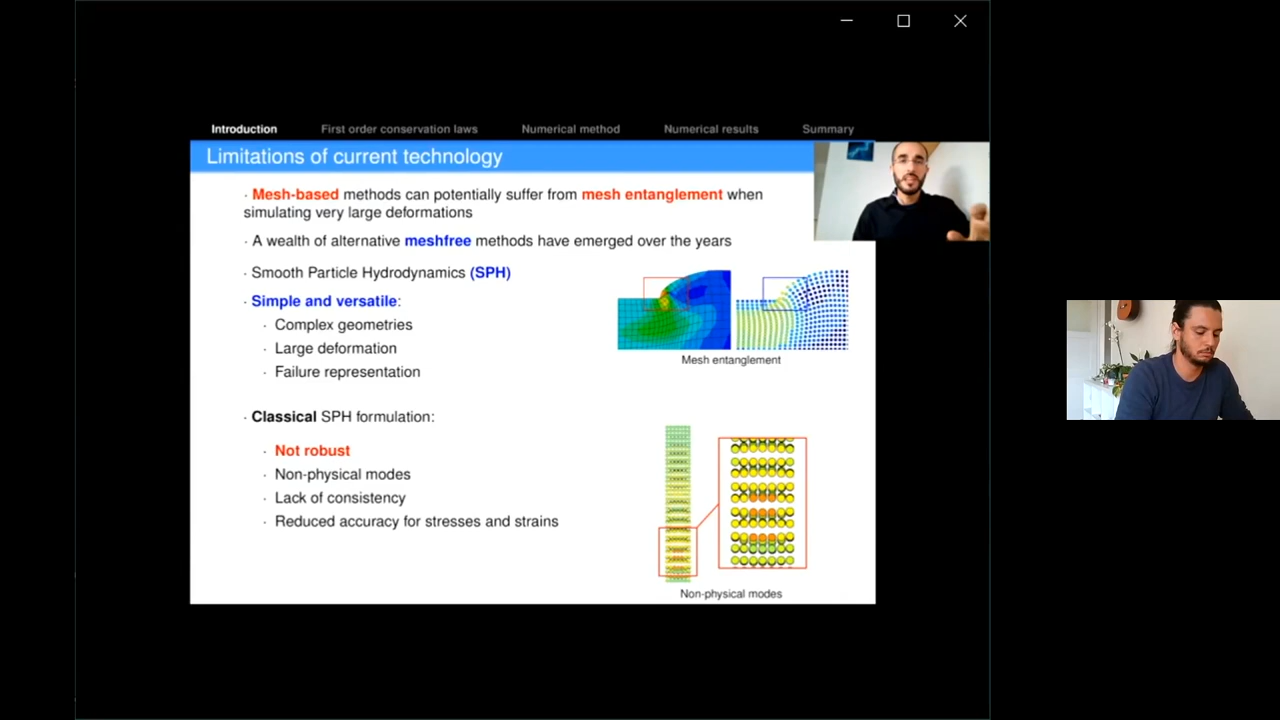 Introduction
First order conservation laws
Numerical method
Numerical results
Summary
Limitations of current technology
· Mesh-based methods can potentially suffer from mesh entanglement when
simulating very large deformations
· A wealth of alternative meshfree methods have emerged over the years
· Smooth Particle Hydrodynamics (SPH)
· Simple and versatile:
· Complex geometries
· Large deformation
· Failure representation
Mesh entanglement
· Classical SPH formulation:
· Not robust
· Non-physical modes
· Lack of consistency
· Reduced accuracy for stresses and strains
Non-physical modes